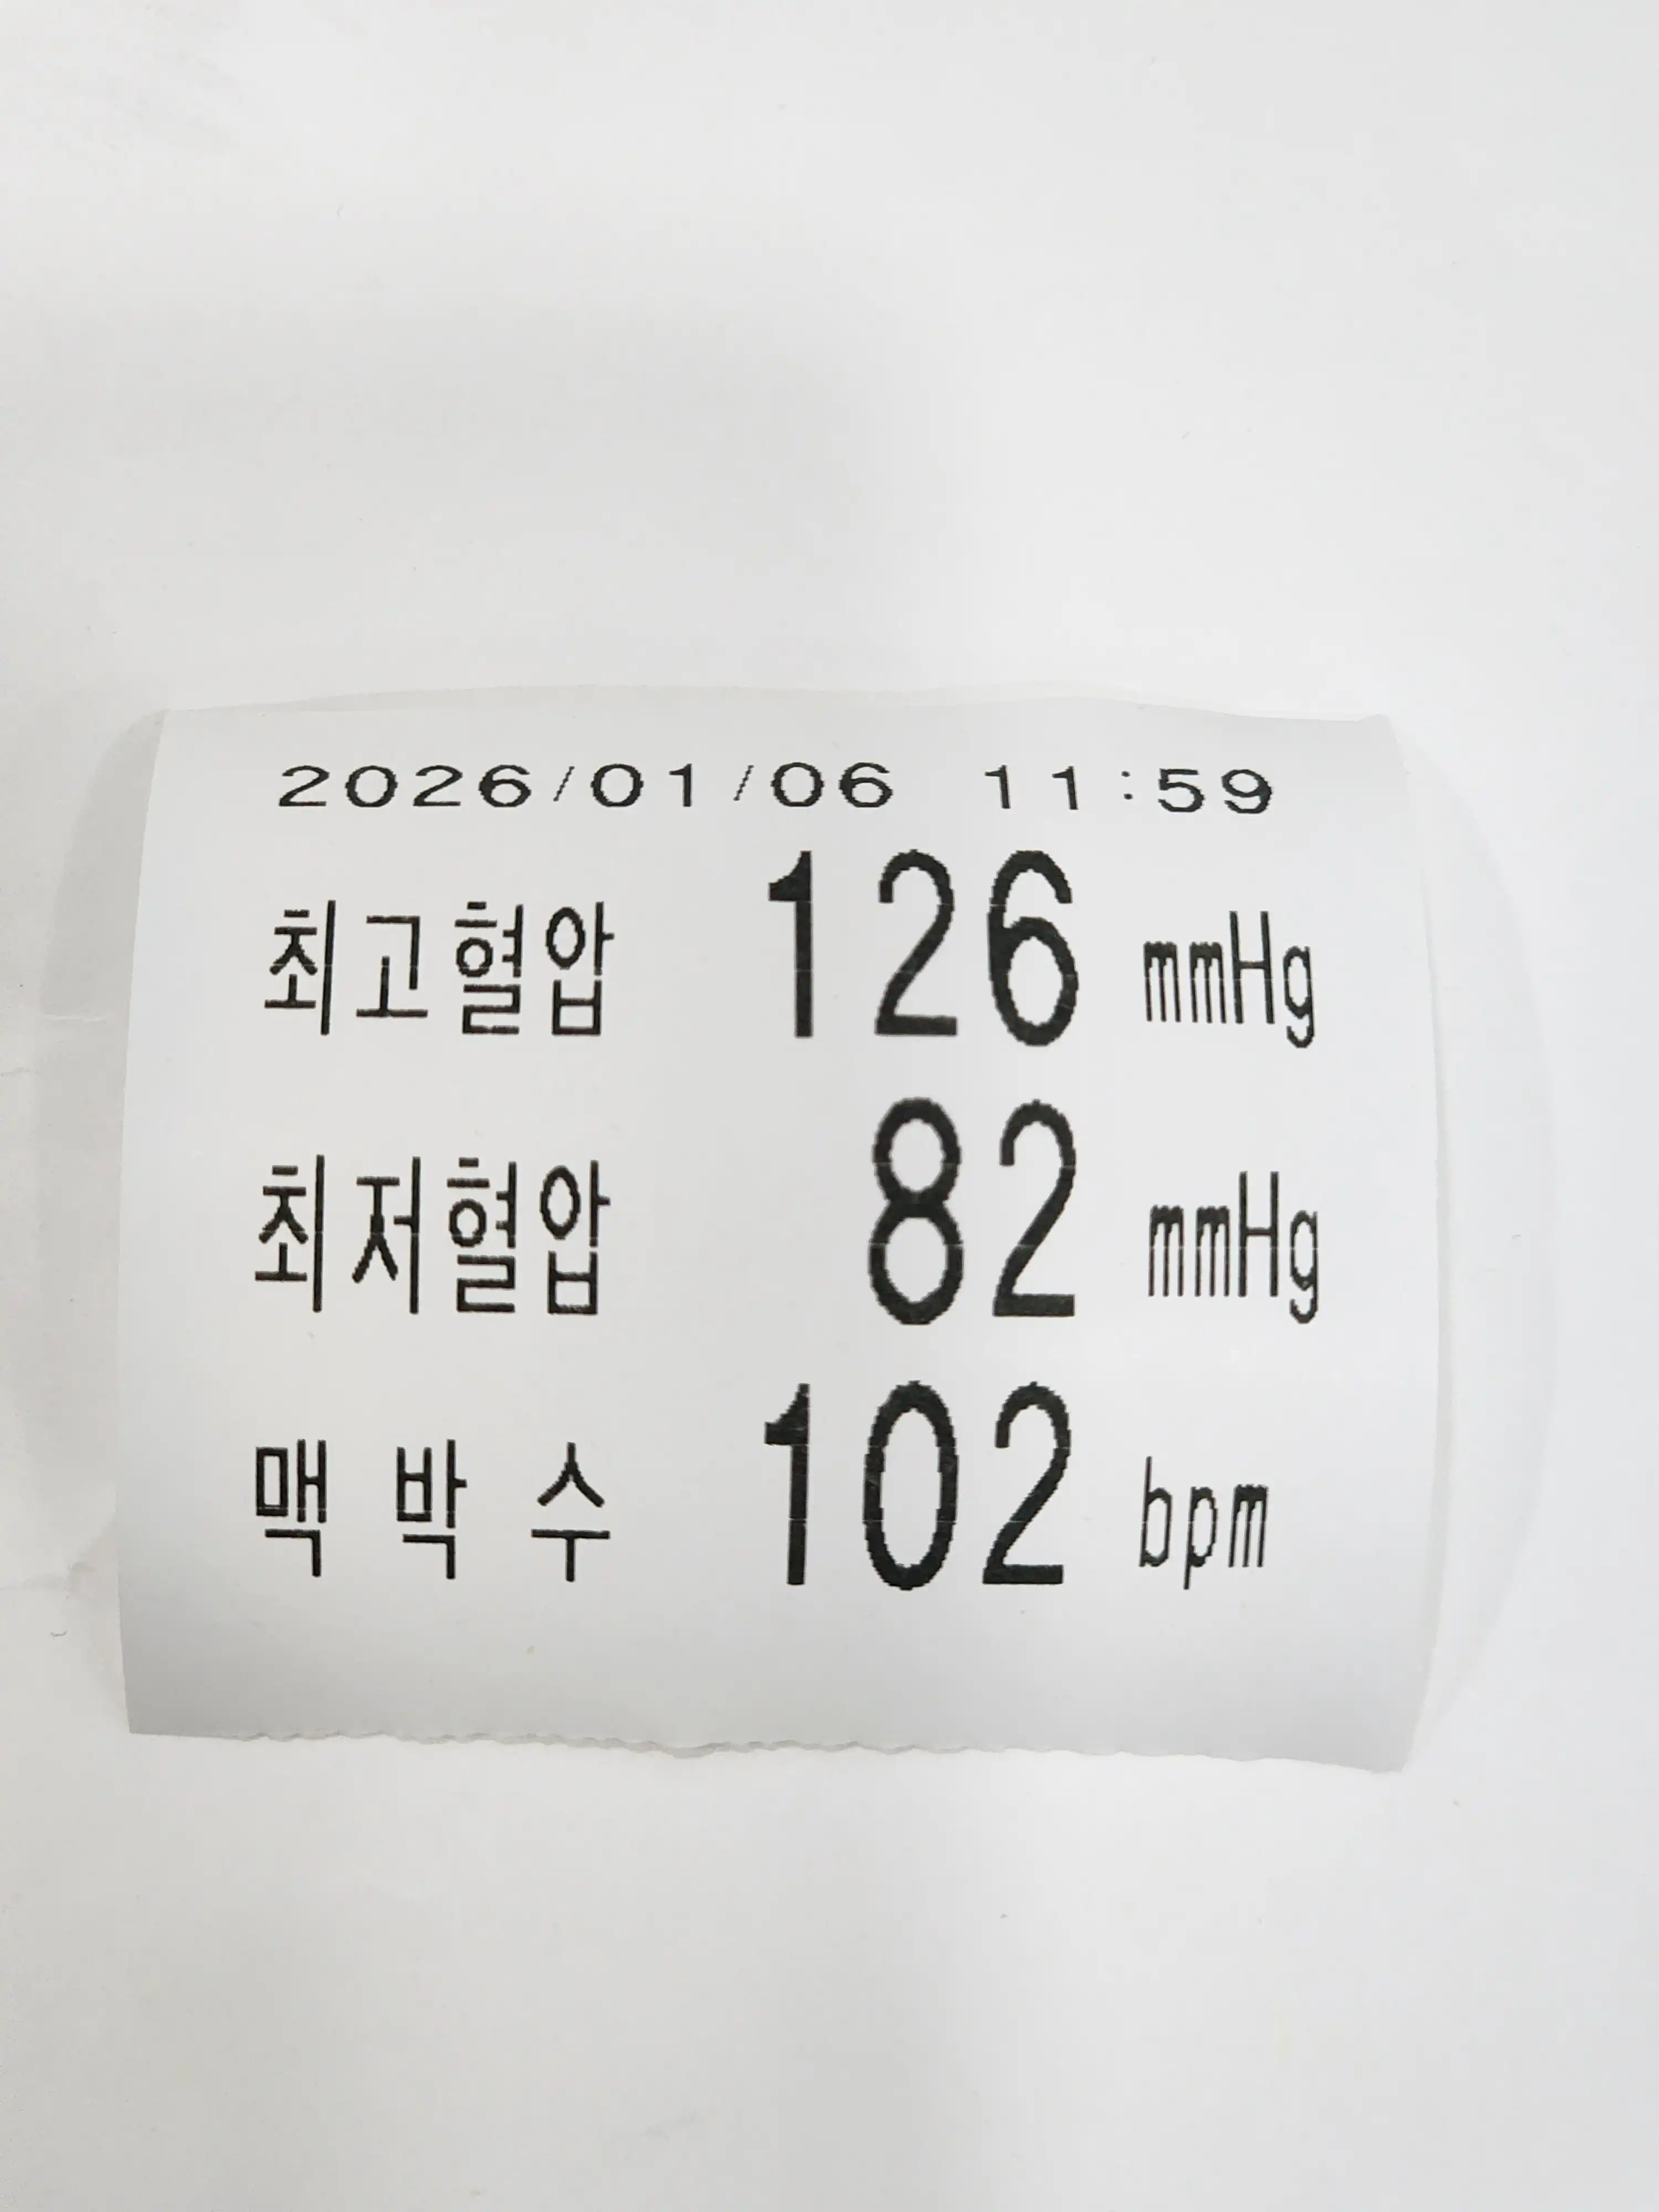 2026/01/06 11:59
최고혈압 126 mmHg
최저혈압 82 mmHg
맥 박 수 102 bpm